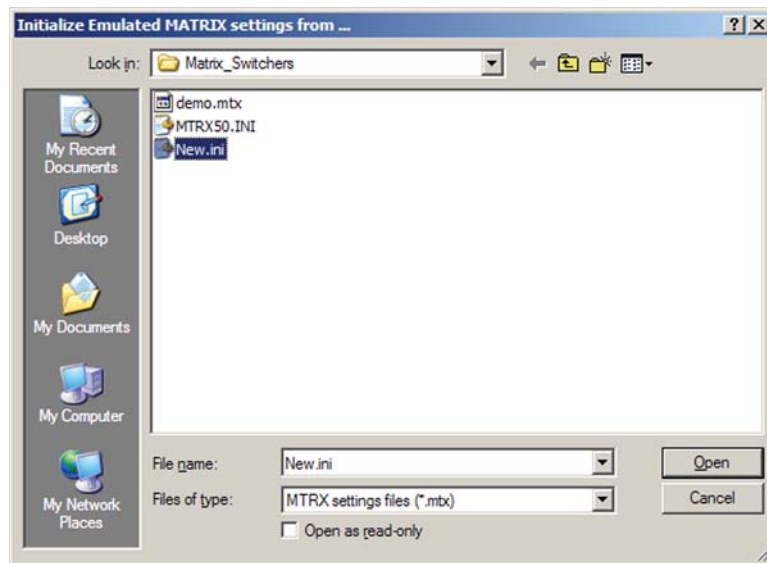 Initialize Emulated MATRIX settings from ...
Look in: Matrix_Switchers
demo.mtx
MTRX50.INI
New.ini
My Recent
Documents
Desktop
My Documents
My Computer
My Network
Places
File name: New.ini Open
Files of type: MTRX settings files (*.mtx) Cancel
Open as read-only